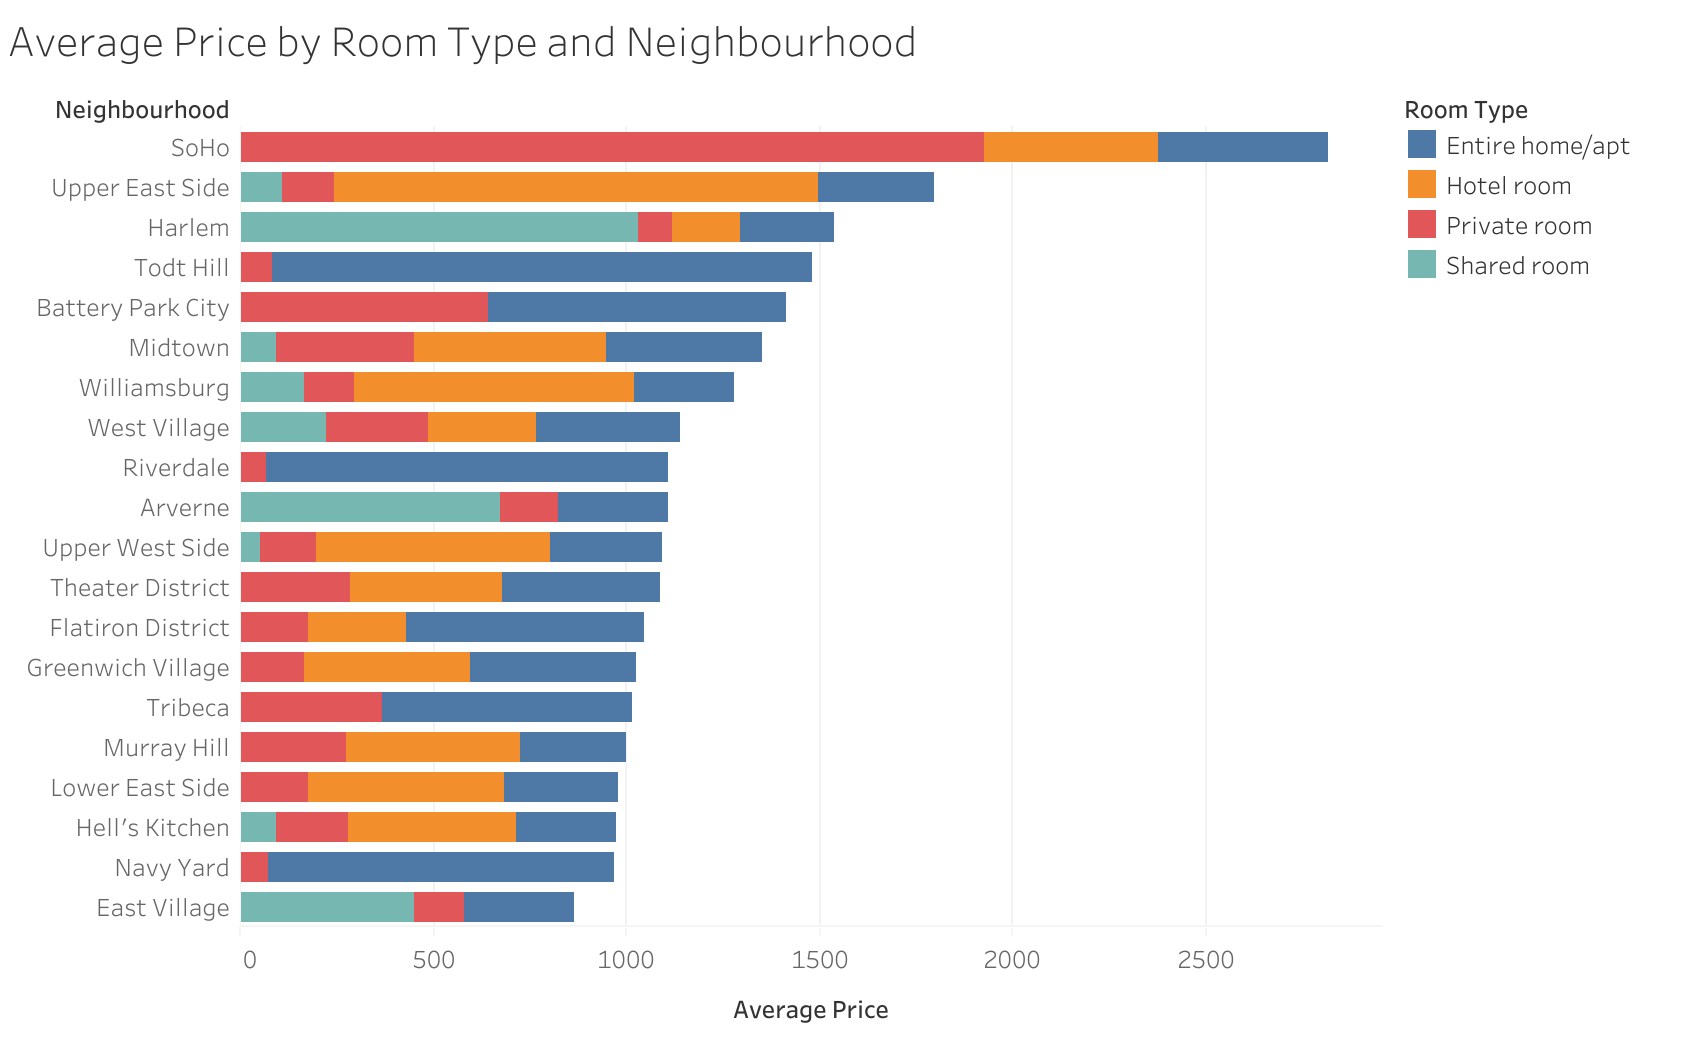 Average Price by Room Type and Neighbourhood
Neighbourhood
SoHo
Upper East Side
Harlem
Todt Hill
Battery Park City
Midtown
Williamsburg
West Village
Riverdale
Arverne
Upper West Side
Theater District
Flatiron District
Greenwich Village
Tribeca
Murray Hill
Lower East Side
Hell's Kitchen
Navy Yard
East Village
0 500 1000 1500 2000 2500
Average Price
Room Type
Entire home/apt
Hotel room
Private room
Shared room